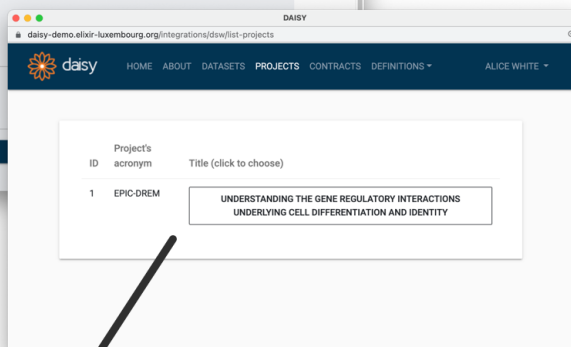 DAISY
daisy-demo.elixir-luxembourg.org/integrations/dsw/list-projects
daisy HOME ABOUT DATASETS PROJECTS CONTRACTS DEFINITIONS ALICE WHITE
Project's
ID acronym Title (click to choose)
1 EPIC-DREM UNDERSTANDING THE GENE REGULATORY INTERACTIONS
UNDERLYING CELL DIFFERENTIATION AND IDENTITY